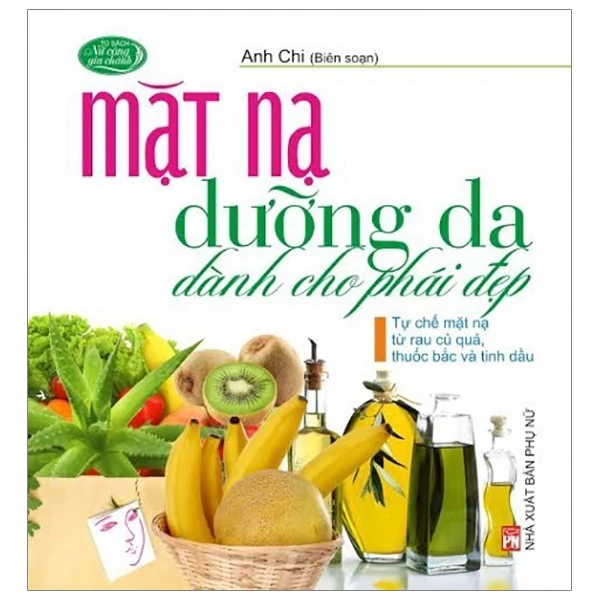 TỦ SÁCH
Nữ công
gia chánh
Anh Chi (Biên soạn)
mặt nạ
dưỡng da
dành cho phái đẹp
Tự chế mặt nạ
từ rau củ quả,
thuốc bắc và tinh dầu
NHÀ XUẤT BẢN PHỤ NỮ
PN